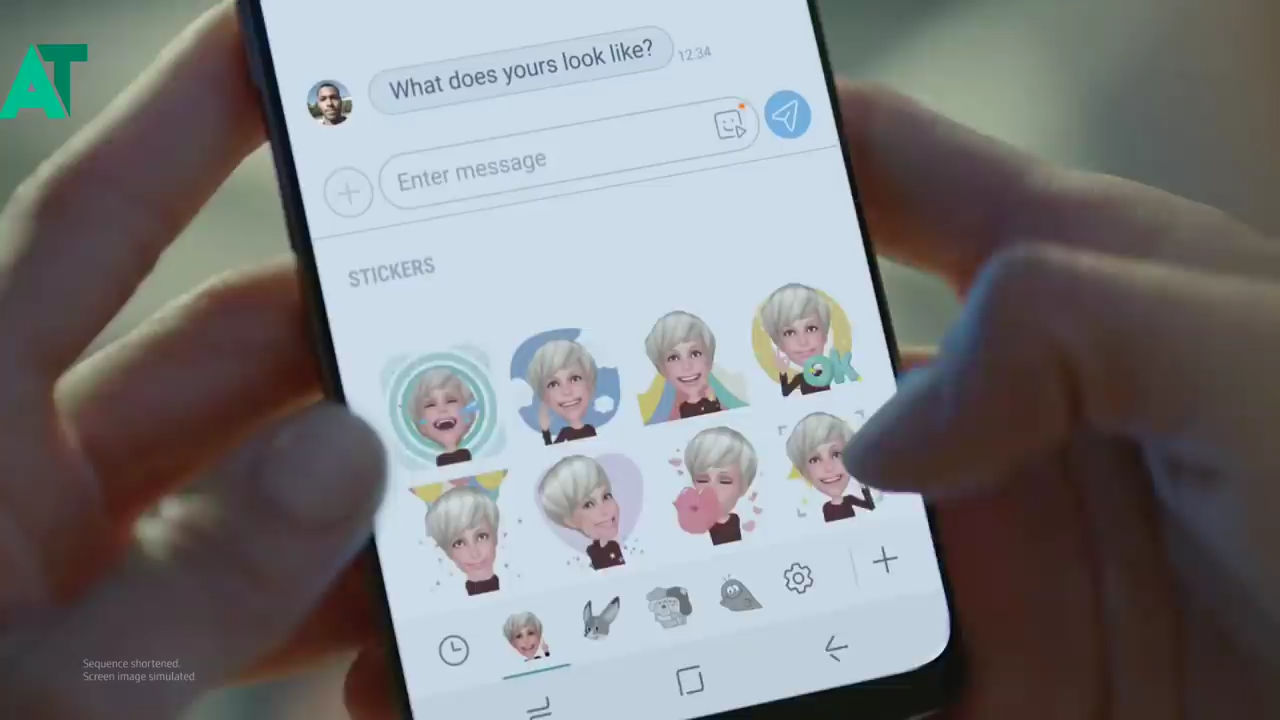 AT
What does yours look like?
12:34
Enter message
STICKERS
OK
Sequence shortened.
Screen image simulated.